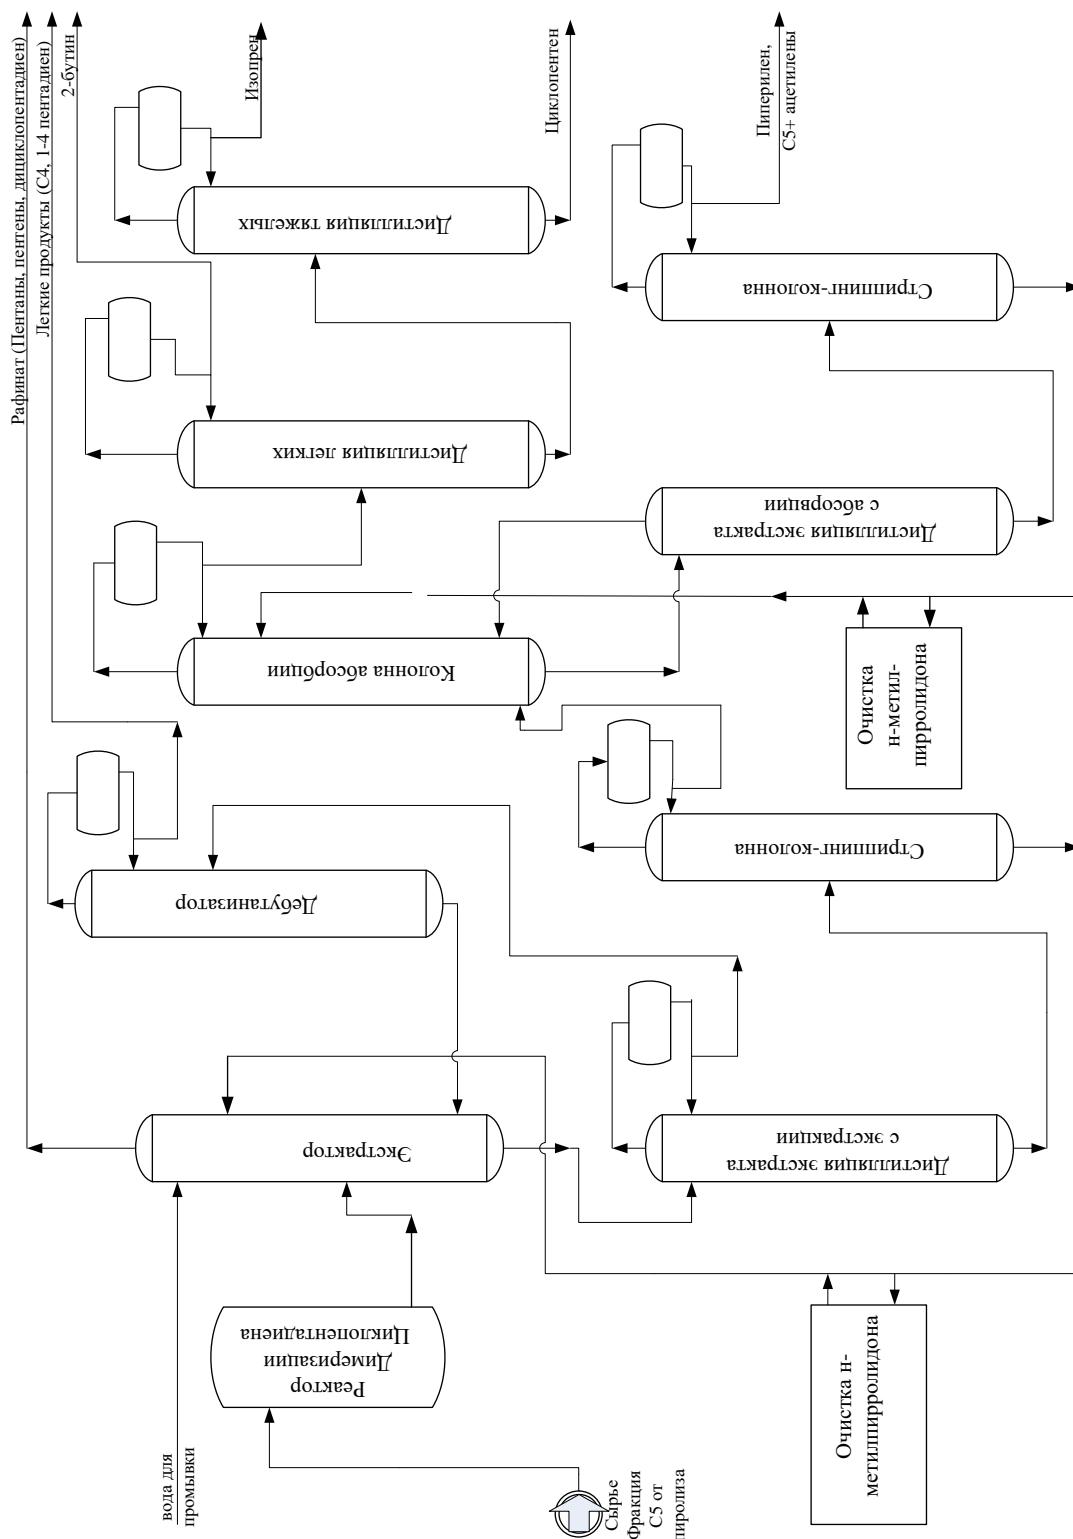 Рафинат (Пентаны, пентены, дициклопентадиен)
Легкие продукты (С4, 1-4 пентадиен)
2-бутин
Изопрен
Циклопентен
Пиперилен,
С5+ ацетилены
Дистилляция тяжелых
Стриппинг-колонна
Дистилляция легких
Дистилляция экстракта
с абсорвции
Колонна абсорбции
Очистка
н-метил-
пирролидона
Дебутанизатор
Стриппинг-колонна
Экстрактор
Дистилляция экстракта
с экстракции
Реактор
Димеризации
Циклопентадиена
Очистка н-
метилпирролидона
вода для
промывки
Сырье
Фракция
С5 от
пиролиза